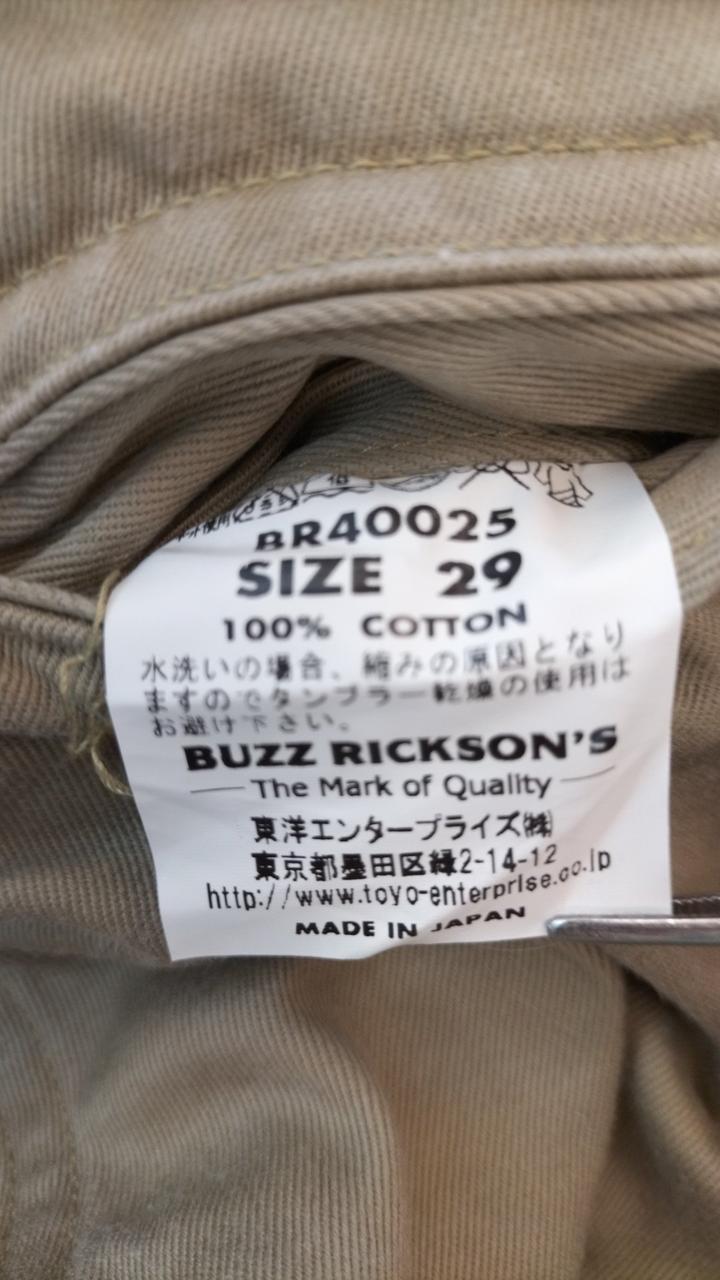 BR40025
SIZE 29
100% COTTON
水洗いの場合、縮みの原因となり
ますのでタンブラー乾燥の使用は
お避け下さい。
BUZZ RICKSON'S
The Mark of Quality
東洋エンタープライズ㈱
東京都墨田区緑2-14-12
http://www.toyo-enterprise.co.jp
MADE IN JAPAN